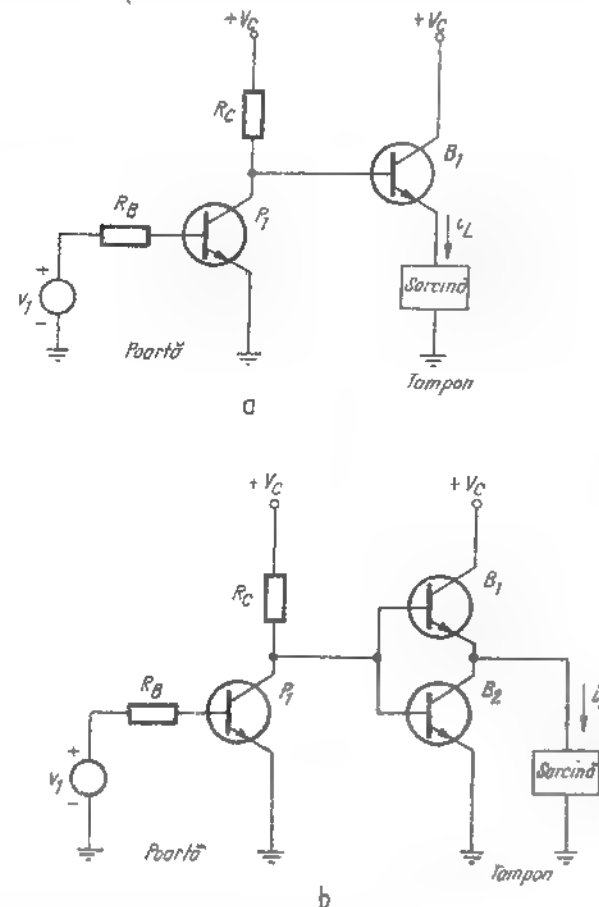 +V_C
+V_C
R_C
B_1
R_B
P_1
i_L
Sarcină
+
v_1
-
Poartă
Tampon
a
+V_C
+V_C
R_C
B_1
R_B
P_1
B_2
+
v_1
-
Sarcină
Poartă
Tampon
b